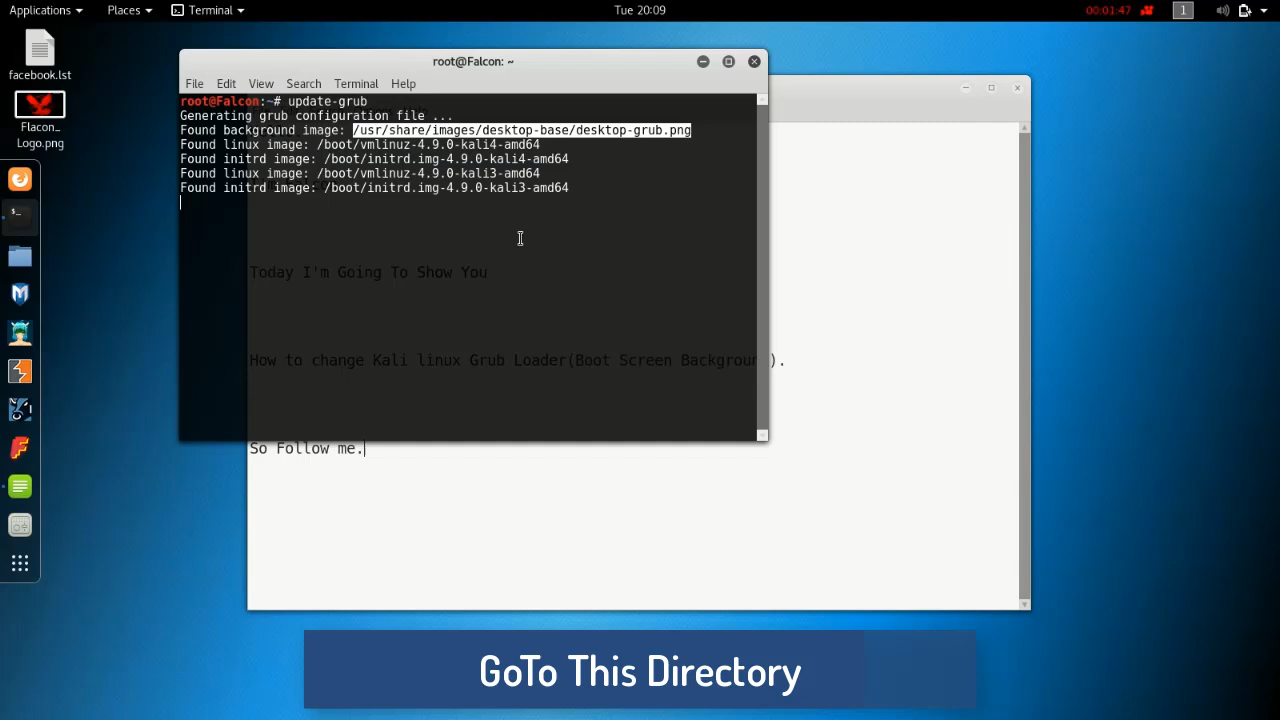 Applications Places Terminal Tue 20:09 00:01:47 1
facebook.lst
Flacon_
Logo.png
root@Falcon: ~
File Edit View Search Terminal Help
root@Falcon:~# update-grub
Generating grub configuration file ...
Found background image: /usr/share/images/desktop-base/desktop-grub.png
Found linux image: /boot/vmlinuz-4.9.0-kali4-amd64
Found initrd image: /boot/initrd.img-4.9.0-kali4-amd64
Found linux image: /boot/vmlinuz-4.9.0-kali3-amd64
Found initrd image: /boot/initrd.img-4.9.0-kali3-amd64
Today I'm Going To Show You
How to change Kali linux Grub Loader(Boot Screen Background).
So Follow me.
GoTo This Directory